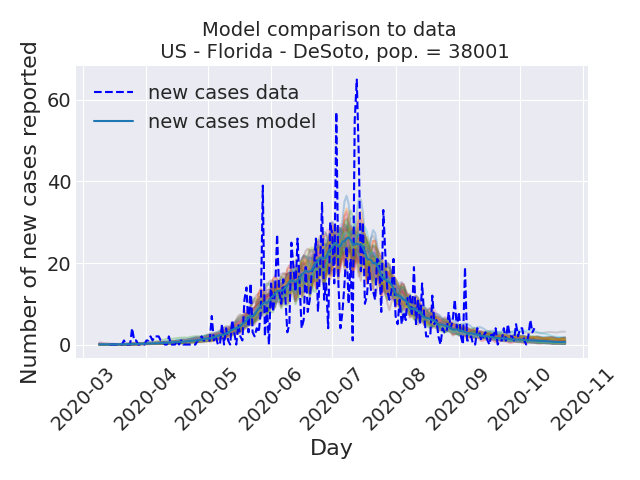 Model comparison to data
US - Florida - DeSoto, pop. = 38001
Number of new cases reported
60
40
20
0
new cases data
new cases model
2020-03
2020-04
2020-05
2020-06
2020-07
2020-08
2020-09
2020-10
2020-11
Day